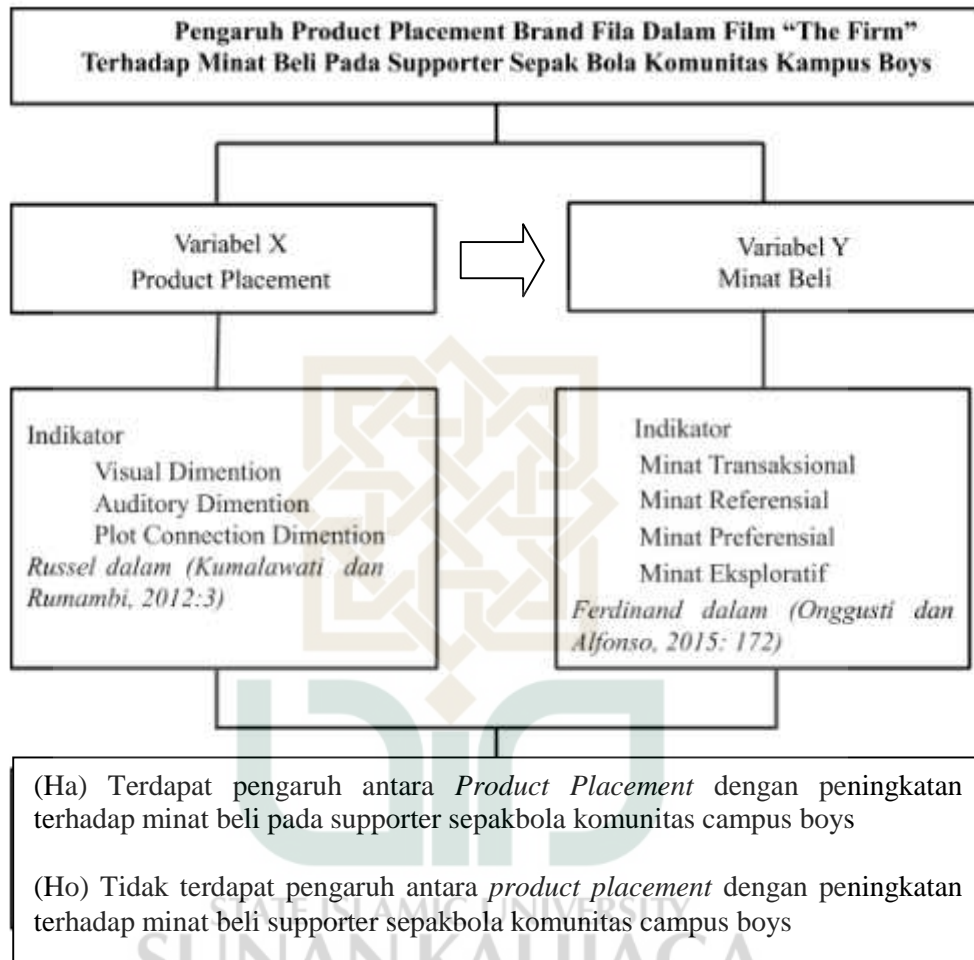 Pengaruh Product Placement Brand Fila Dalam Film “The Firm”
Terhadap Minat Beli Pada Supporter Sepak Bola Komunitas Kampus Boys
Variabel X
Product Placement
Variabel Y
Minat Beli
Indikator
Visual Dimention
Auditory Dimention
Plot Connection Dimention
Russel dalam (Kumalawati dan
Rumambi, 2012:3)
Indikator
Minat Transaksional
Minat Referensial
Minat Preferensial
Minat Eksploratif
Ferdinand dalam (Onggusti dan
Alfonso, 2015: 172)
(Ha) Terdapat pengaruh antara Product Placement dengan peningkatan
terhadap minat beli pada supporter sepakbola komunitas campus boys
(Ho) Tidak terdapat pengaruh antara product placement dengan peningkatan
terhadap minat beli supporter sepakbola komunitas campus boys
STATE ISLAMIC UNIVERSITY
SUNAN KALIJAGA